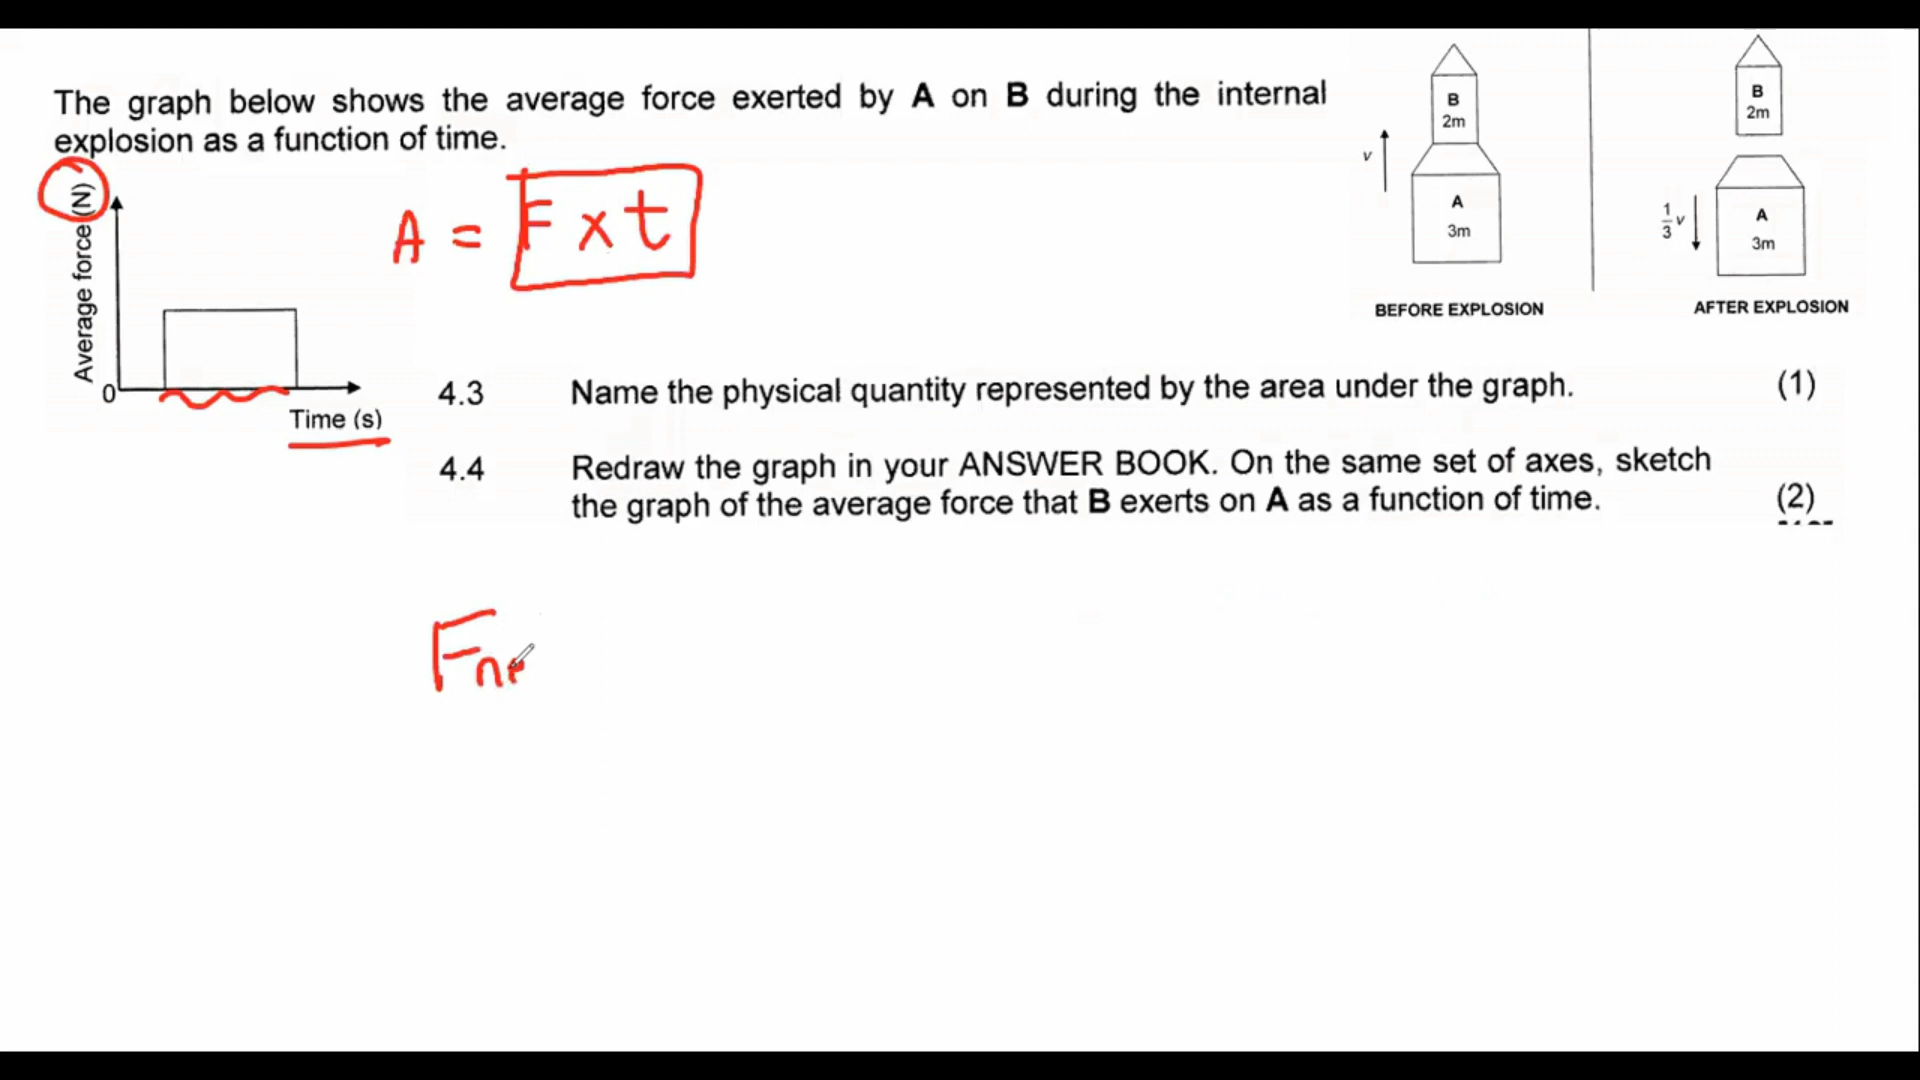 The graph below shows the average force exerted by A on B during the internal
explosion as a function of time.
Average force (N)
0
Time (s)
A = F x t
B
2m
v
A
3m
BEFORE EXPLOSION
B
2m
1/3 v
A
3m
AFTER EXPLOSION
4.3 Name the physical quantity represented by the area under the graph. (1)
4.4 Redraw the graph in your ANSWER BOOK. On the same set of axes, sketch
the graph of the average force that B exerts on A as a function of time. (2)
Fne